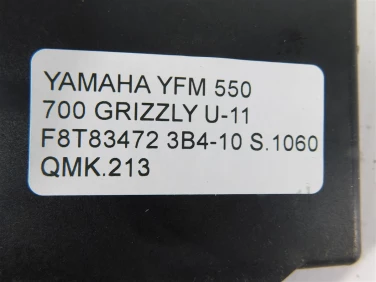 YAMAHA YFM 550
700 GRIZZLY U-11
F8T83472 3B4-10 S.1060
QMK.213